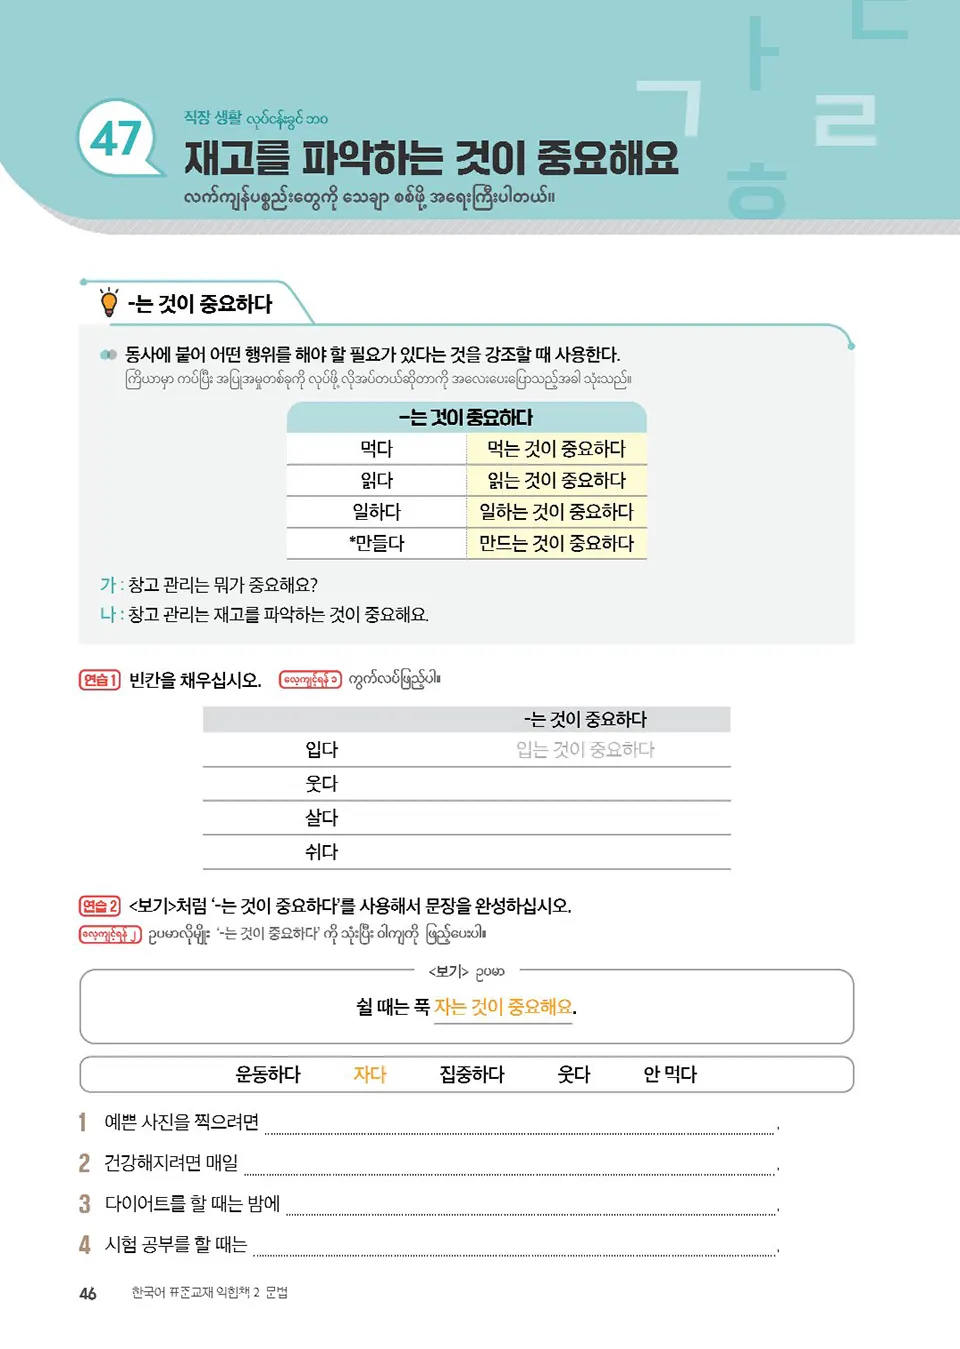 47
직장 생활 လုပ်ငန်းခွင် ဘဝ
재고를 파악하는 것이 중요해요
လက်ကျန်ပစ္စည်းတွေကို သေချာ စစ်ဖို့ အရေးကြီးပါတယ်။
ㄱ ㅏ ㄴ ㄹ ㅎ
-는 것이 중요하다
동사에 붙어 어떤 행위를 해야 할 필요가 있다는 것을 강조할 때 사용한다.
ကြိယာမှာ ကပ်ပြီး အပြုအမူတစ်ခုကို လုပ်ဖို့ လိုအပ်တယ်ဆိုတာကို အလေးပေးပြောသည့်အခါ သုံးသည်။
-는 것이 중요하다
먹다 먹는 것이 중요하다
읽다 읽는 것이 중요하다
일하다 일하는 것이 중요하다
*만들다 만드는 것이 중요하다
가 : 창고 관리는 뭐가 중요해요?
나 : 창고 관리는 재고를 파악하는 것이 중요해요.
연습 1 빈칸을 채우십시오. လေ့ကျင့်ရန် ၁ ကွက်လပ်ဖြည့်ပါ။
-는 것이 중요하다
입다 입는 것이 중요하다
웃다
살다
쉬다
연습 2 <보기>처럼 ‘-는 것이 중요하다’를 사용해서 문장을 완성하십시오.
လေ့ကျင့်ရန် ၂ ဥပမာလိုမျိုး ‘-는 것이 중요하다’ ကို သုံးပြီး ဝါကျကို ဖြည့်ပေးပါ။
<보기> ဥပမာ
쉴 때는 푹 자는 것이 중요해요.
운동하다 자다 집중하다 웃다 안 먹다
1 예쁜 사진을 찍으려면 .
2 건강해지려면 매일 .
3 다이어트를 할 때는 밤에 .
4 시험 공부를 할 때는 .
46 한국어 표준교재 익힘책 2 문법